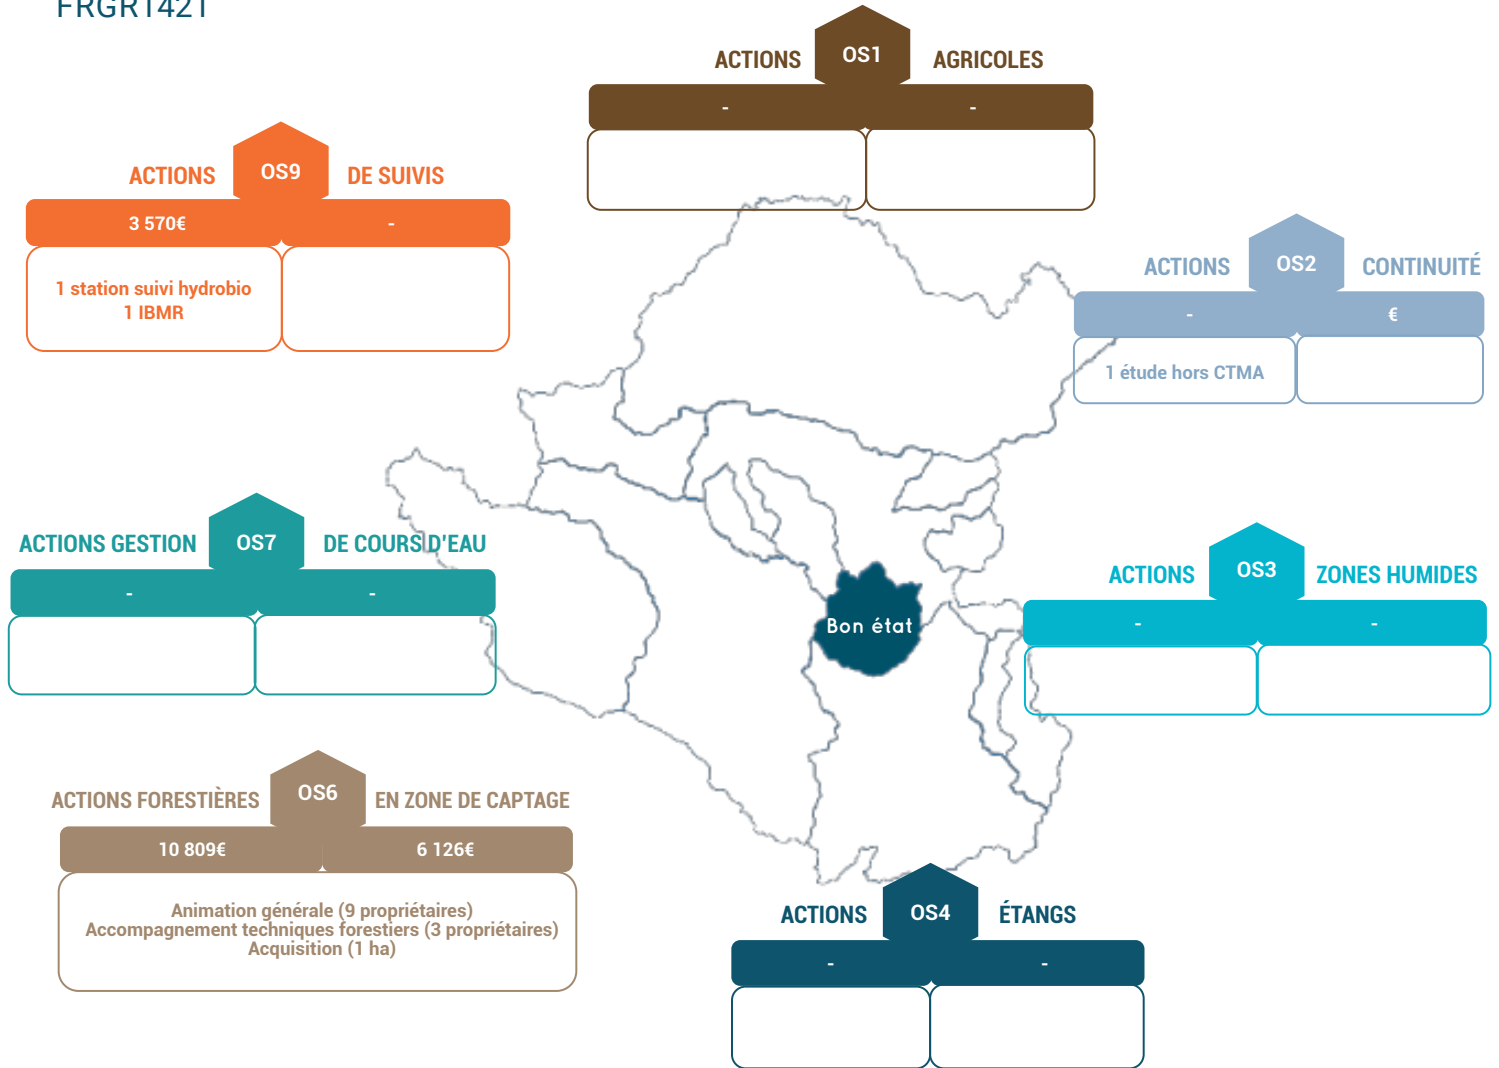 FRGR1421
ACTIONS OS1 AGRICOLES
- -
ACTIONS OS9 DE SUIVIS
3 570€ -
1 station suivi hydrobio
1 IBMR
ACTIONS OS2 CONTINUITÉ
- €
1 étude hors CTMA
ACTIONS GESTION OS7 DE COURS D'EAU
- -
ACTIONS OS3 ZONES HUMIDES
- -
Bon état
ACTIONS FORESTIÈRES OS6 EN ZONE DE CAPTAGE
10 809€ 6 126€
Animation générale (9 propriétaires)
Accompagnement techniques forestiers (3 propriétaires)
Acquisition (1 ha)
ACTIONS OS4 ÉTANGS
- -